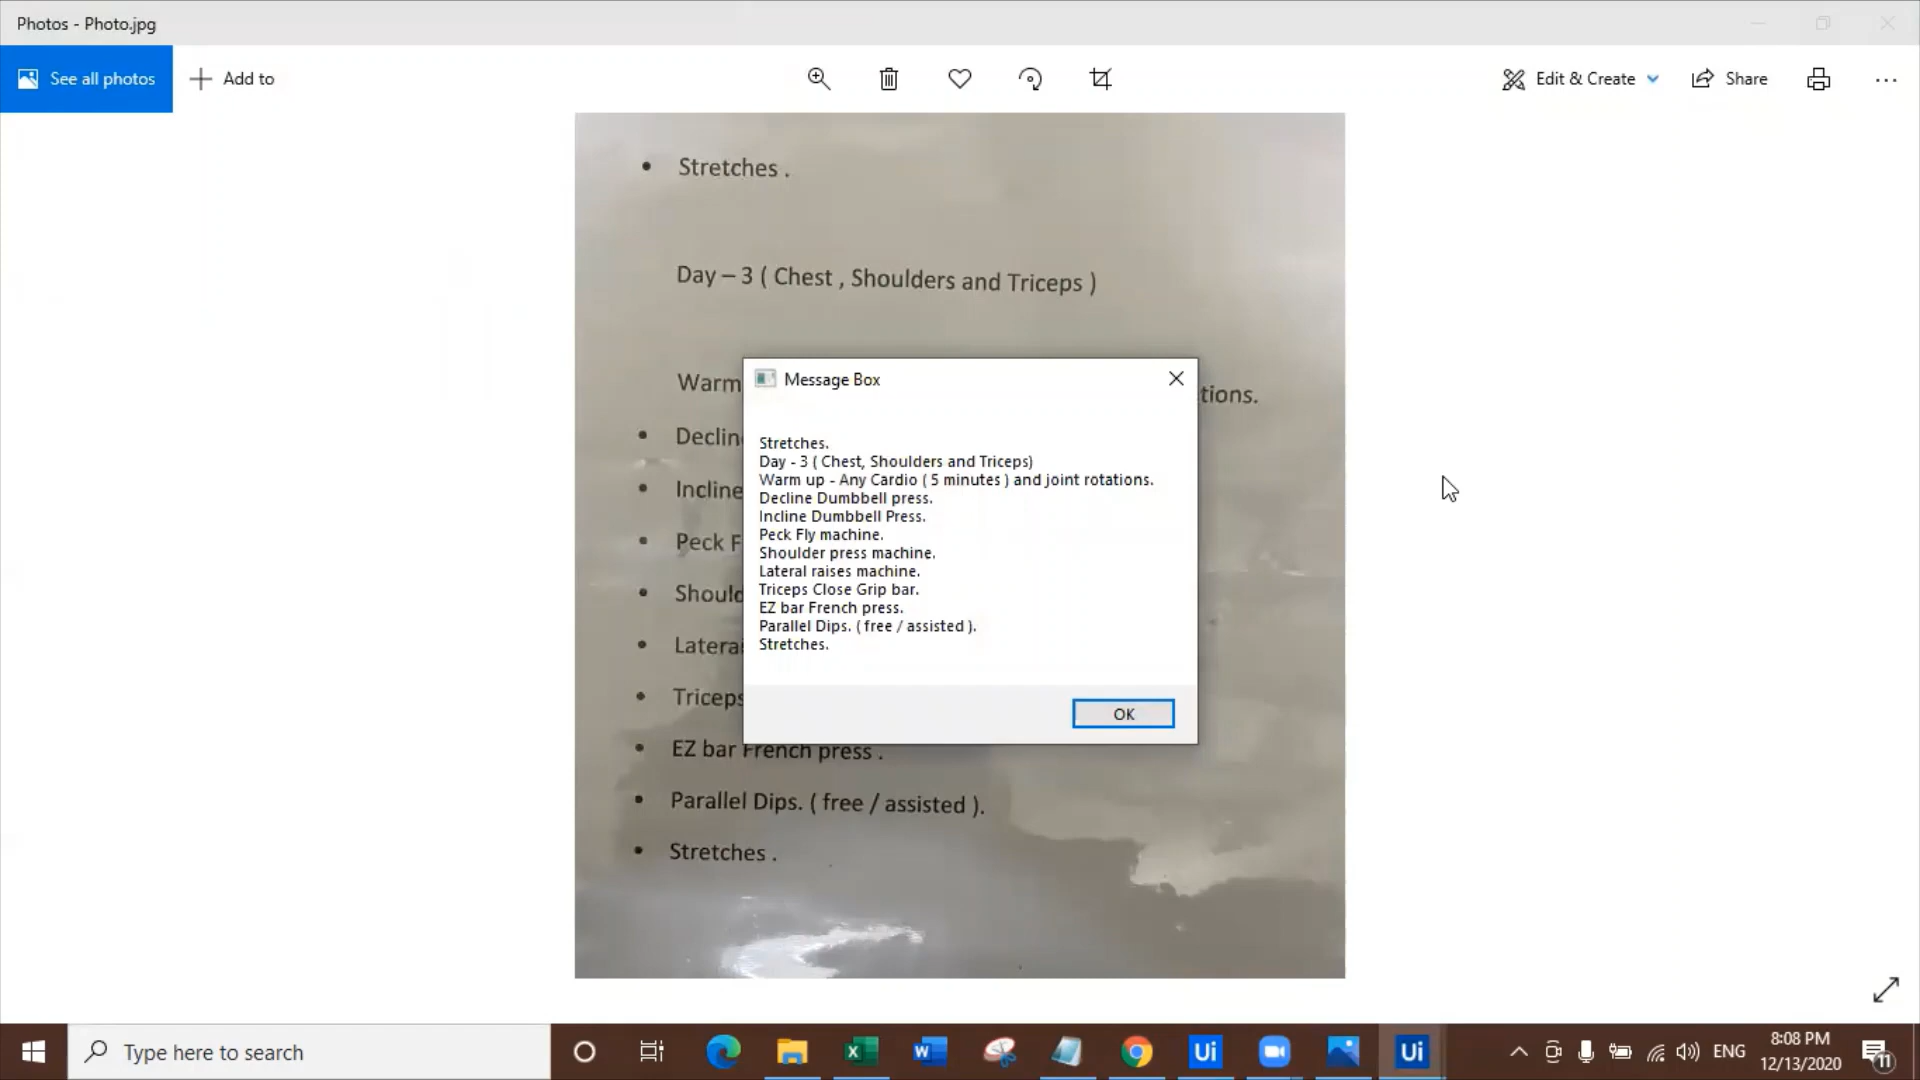 Photos - Photo.jpg
See all photos
Add to
Edit & Create
Share
• Stretches .
Day – 3 ( Chest , Shoulders and Triceps )
Warm
tions.
• Decline
• Incline
• Peck F
• Should
• Latera
• Triceps
• EZ bar French press .
• Parallel Dips. ( free / assisted ).
• Stretches .
Message Box
Stretches.
Day - 3 ( Chest, Shoulders and Triceps)
Warm up - Any Cardio ( 5 minutes ) and joint rotations.
Decline Dumbbell press.
Incline Dumbbell Press.
Peck Fly machine.
Shoulder press machine.
Lateral raises machine.
Triceps Close Grip bar.
EZ bar French press.
Parallel Dips. ( free / assisted ).
Stretches.
OK
Type here to search
Ui
Ui
ENG
8:08 PM
12/13/2020
11